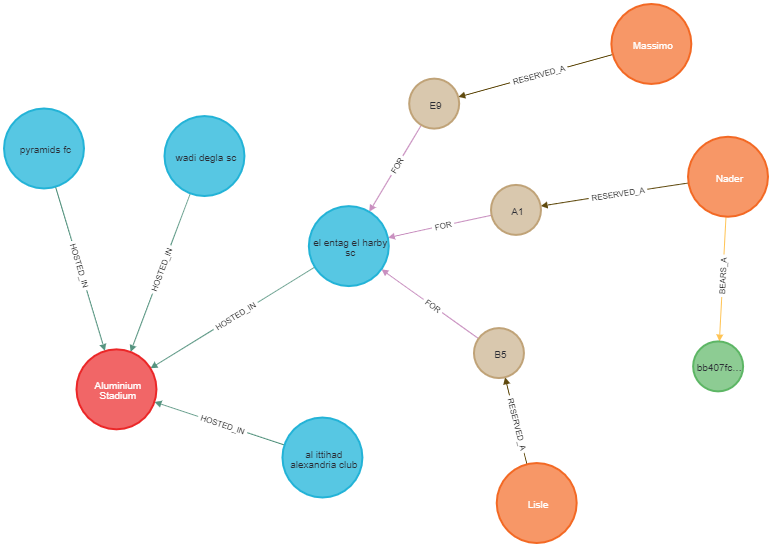 Massimo
RESERVED_A
E9
pyramids fc
wadi degla sc
FOR
Nader
RESERVED_A
A1
FOR
el entag el harby
sc
HOSTED_IN
HOSTED_IN
BEARS_A
HOSTED_IN
FOR
B5
bb407fc...
Aluminium
Stadium
RESERVED_A
HOSTED_IN
al ittihad
alexandria club
Lisle